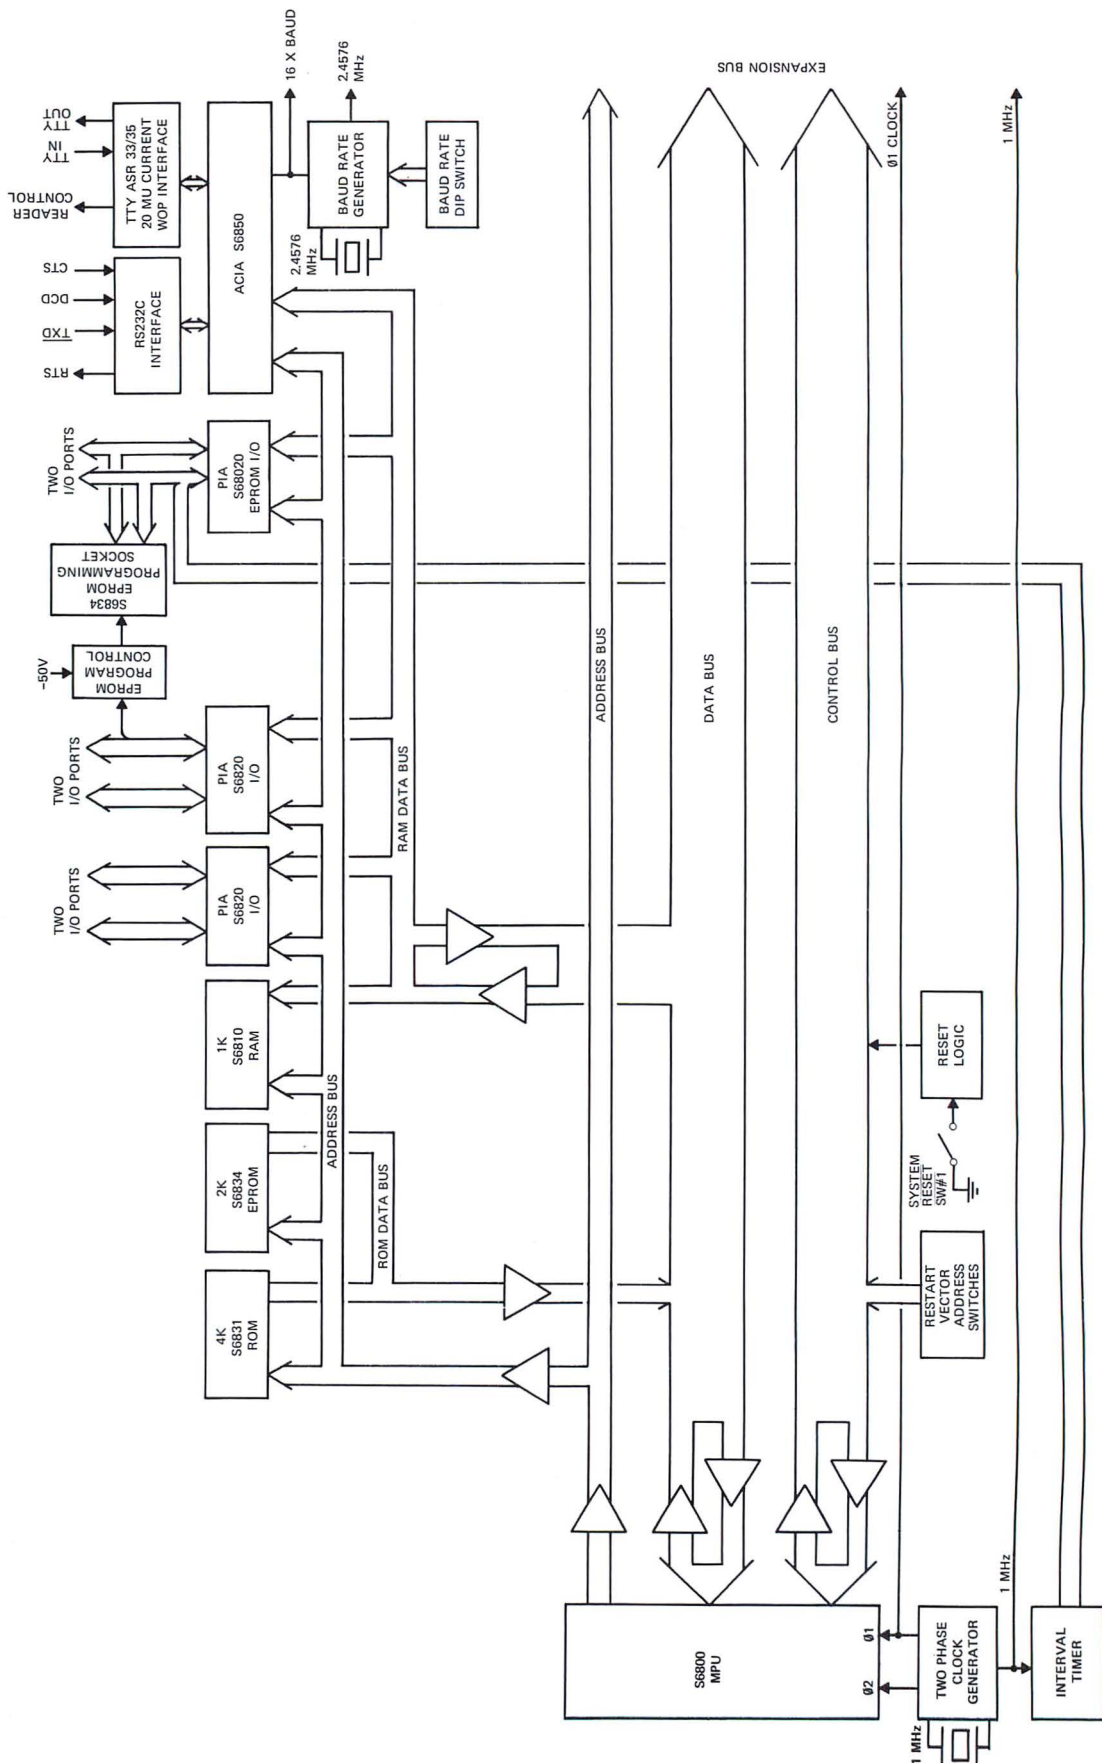 TTY
OUT
TTY
IN
READER
CONTROL
CTS
DCD
TXD
RTS
TTY ASR 33/35
20 MU CURRENT
WOP INTERFACE
RS232C
INTERFACE
ACIA S6850
16 X BAUD
2.4576
MHz
BAUD RATE
GENERATOR
2.4576
MHz
BAUD RATE
DIP SWITCH
TWO
I/O PORTS
PIA
S68020
EPROM I/O
S6834
EPROM
PROGRAMMING
SOCKET
-50V
EPROM
PROGRAM
CONTROL
TWO
I/O PORTS
PIA
S6820
I/O
TWO
I/O PORTS
PIA
S6820
I/O
1K
S6810
RAM
2K
S6834
EPROM
4K
S6831
ROM
RAM DATA BUS
ADDRESS BUS
ROM DATA BUS
EXPANSION BUS
ADDRESS BUS
DATA BUS
CONTROL BUS
Ø1 CLOCK
1 MHz
RESET
LOGIC
SYSTEM
RESET
SW#1
RESTART
VECTOR
ADDRESS
SWITCHES
S6800
MPU
Ø1
Ø2
TWO PHASE
CLOCK
GENERATOR
1 MHz
1 MHz
INTERVAL
TIMER